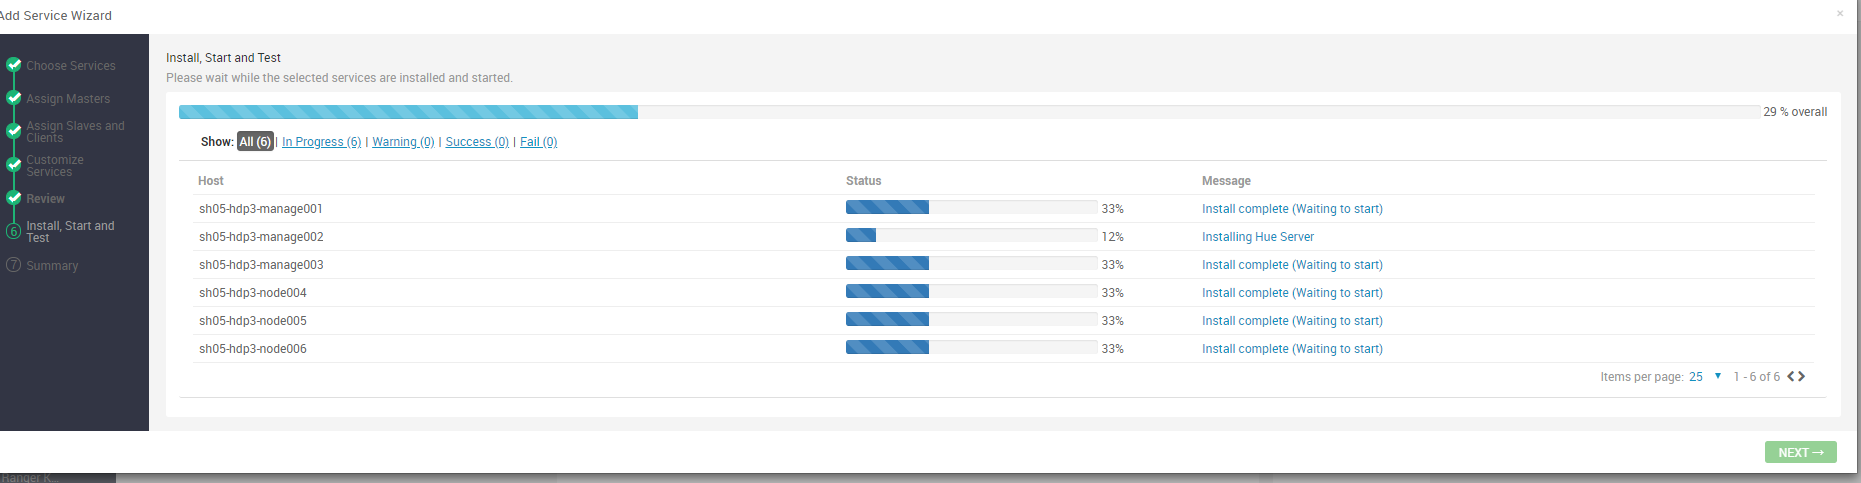 Add Service Wizard
×
Choose Services
Assign Masters
Assign Slaves and
Clients
Customize
Services
Review
6 Install, Start and
Test
7 Summary
Install, Start and Test
Please wait while the selected services are installed and started.
29 % overall
Show: All (6) | In Progress (6) | Warning (0) | Success (0) | Fail (0)
Host Status Message
sh05-hdp3-manage001 33% Install complete (Waiting to start)
sh05-hdp3-manage002 12% Installing Hue Server
sh05-hdp3-manage003 33% Install complete (Waiting to start)
sh05-hdp3-node004 33% Install complete (Waiting to start)
sh05-hdp3-node005 33% Install complete (Waiting to start)
sh05-hdp3-node006 33% Install complete (Waiting to start)
Items per page: 25 1 - 6 of 6
NEXT →
Ranger K...